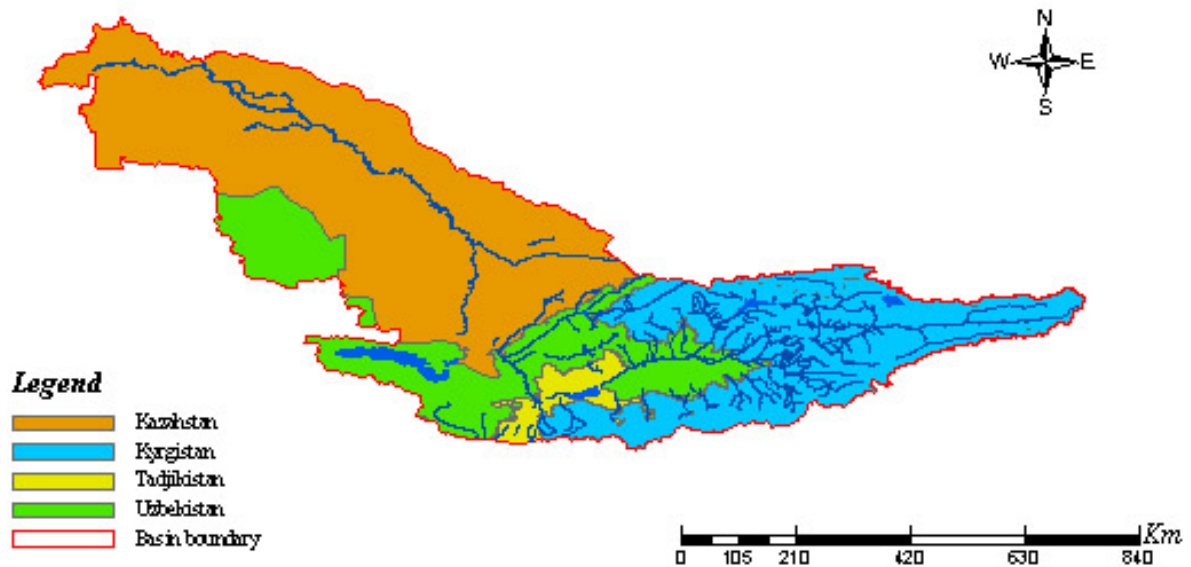 N
W E
S
Legend
Kazahstan
Kyrgistan
Tadjikistan
Uzbekistan
Basin boundary
Km
0 105 210 420 630 840